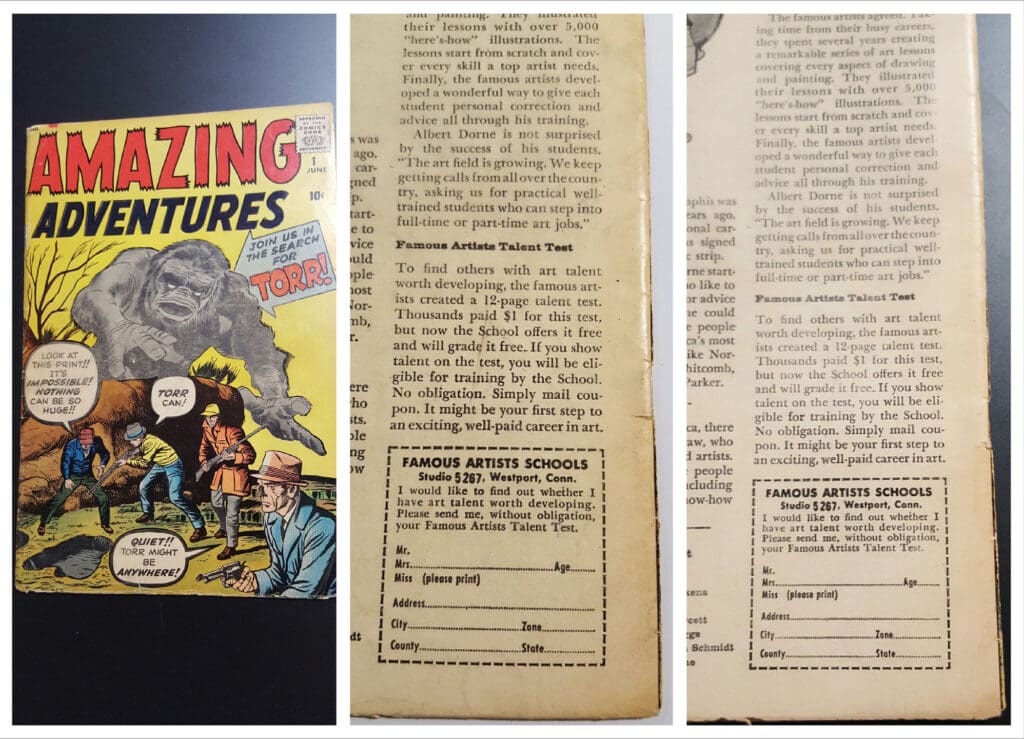 AMAZING
ADVENTURES
APPROVED
BY THE
COMICS
CODE
AUTHORITY
1
JUNE
10¢
JOIN US IN
THE SEARCH
FOR
TORR!
LOOK AT
THIS PRINT!!
IT'S
IMPOSSIBLE!
NOTHING
CAN BE SO
HUGE!!
TORR
CAN!
QUIET!!
TORR MIGHT
BE
ANYWHERE!
was
ago.
car-
to
and painting. They illustrated
their lessons with over 5,000
"here's-how" illustrations. The
lessons start from scratch and cov-
er every skill a top artist needs.
Finally, the famous artists devel-
oped a wonderful way to give each
student personal correction and
advice all through his training.
Albert Dorne is not surprised
by the success of his students.
"The art field is growing. We keep
getting calls from all over the coun-
try, asking us for practical well-
trained students who can step into
full-time or part-time art jobs."
Famous Artists Talent Test
To find others with art talent
worth developing, the famous art-
ists created a 12-page talent test.
Thousands paid $1 for this test,
but now the School offers it free
and will grade it free. If you show
talent on the test, you will be eli-
gible for training by the School.
No obligation. Simply mail cou-
pon. It might be your first step to
an exciting, well-paid career in art.
FAMOUS ARTISTS SCHOOLS
Studio 5267, Westport, Conn.
I would like to find out whether I
have art talent worth developing.
Please send me, without obligation,
your Famous Artists Talent Test.
Mr.
Mrs. Age
Miss (please print)
Address
City Zone
County State
was
ago.
car-
signed
strip.
start-
like to
advice
could
people
most
Nor-
Parker.
there
who
artists.
people
Schmidt
The famous artists agreed. Tak-
ing time from their busy careers,
they spent several years creating
a remarkable series of art lessons
covering every aspect of drawing
and painting. They illustrated
their lessons with over 5,000
"here's-how" illustrations. The
lessons start from scratch and cov-
er every skill a top artist needs.
Finally, the famous artists devel-
oped a wonderful way to give each
student personal correction and
advice all through his training.
Albert Dorne is not surprised
by the success of his students.
"The art field is growing. We keep
getting calls from all over the coun-
try, asking us for practical well-
trained students who can step into
full-time or part-time art jobs."
Famous Artists Talent Test
To find others with art talent
worth developing, the famous art-
ists created a 12-page talent test.
Thousands paid $1 for this test,
but now the School offers it free
and will grade it free. If you show
talent on the test, you will be eli-
gible for training by the School.
No obligation. Simply mail cou-
pon. It might be your first step to
an exciting, well-paid career in art.
FAMOUS ARTISTS SCHOOLS
Studio 5267, Westport, Conn.
I would like to find out whether I
have art talent worth developing.
Please send me, without obligation,
your Famous Artists Talent Test.
Mr.
Mrs. Age
Miss (please print)
Address
City Zone
County State